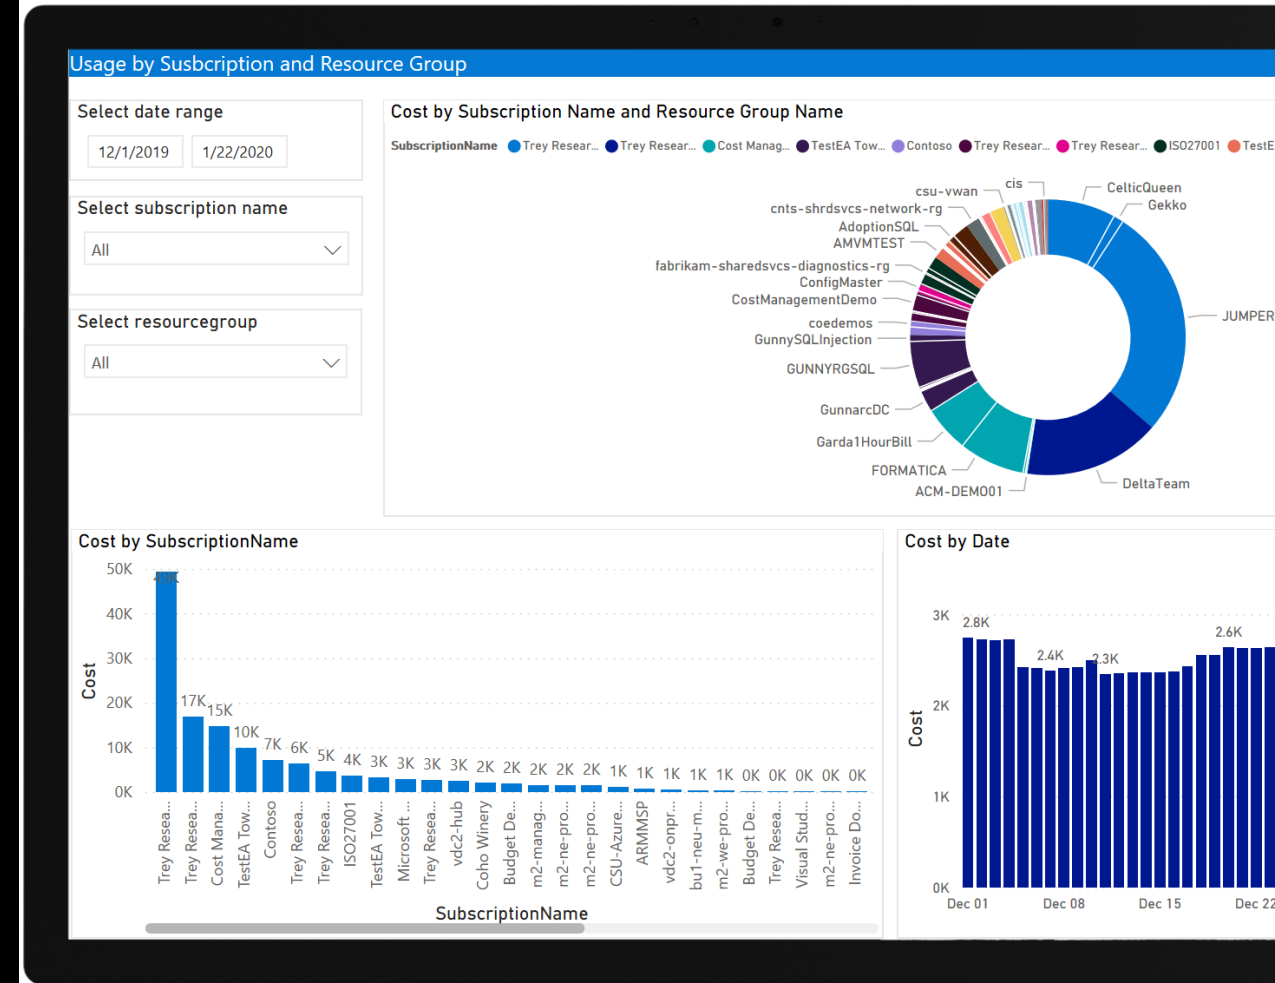 Usage by Susbcription and Resource Group
Select date range
12/1/2019 1/22/2020
Select subscription name
All
Select resourcegroup
All
Cost by Subscription Name and Resource Group Name
SubscriptionName Trey Resear... Trey Resear... Cost Manag... TestEA Tow... Contoso Trey Resear... Trey Resear... ISO27001 TestE
cis
csu-vwan
cnts-shrdsvcs-network-rg
AdoptionSQL
AMVMTEST
fabrikam-sharedsvcs-diagnostics-rg
ConfigMaster
CostManagementDemo
coedemos
GunnySQLInjection
GUNNYRGSQL
GunnarcDC
Garda1HourBill
FORMATICA
ACM-DEMO01
CelticQueen
Gekko
JUMPER
DeltaTeam
Cost by SubscriptionName
Cost
50K
40K
30K
20K
10K
0K
49K
17K
15K
10K
7K
6K
5K
4K
3K
3K
3K
3K
2K
2K
2K
2K
2K
1K
1K
1K
1K
1K
0K
0K
0K
0K
0K
Trey Resea...
Trey Resea...
Cost Mana...
TestEA Tow...
Contoso
Trey Resea...
Trey Resea...
ISO27001
TestEA Tow...
Microsoft ...
Trey Resea...
vdc2-hub
Coho Winery
Budget De...
m2-manag...
m2-ne-pro...
m2-ne-pro...
CSU-Azure...
ARMMSP
vdc2-onpr...
bu1-neu-m...
m2-we-pro...
Budget De...
Trey Resea...
Visual Stud...
m2-ne-pro...
Invoice Do...
SubscriptionName
Cost by Date
Cost
3K
2K
1K
0K
2.8K
2.4K
2.3K
2.6K
Dec 01
Dec 08
Dec 15
Dec 22